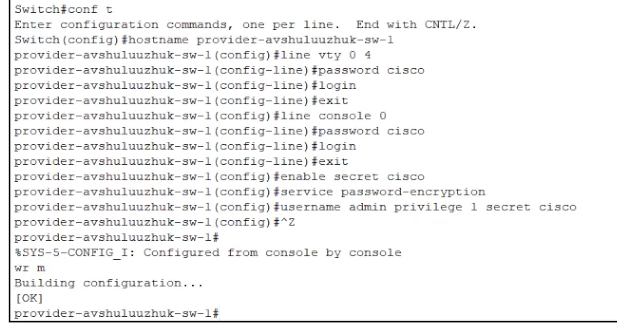 Switch#conf t
Enter configuration commands, one per line.  End with CNTL/Z.
Switch(config)#hostname provider-avshuluuzhuk-sw-1
provider-avshuluuzhuk-sw-1(config)#line vty 0 4
provider-avshuluuzhuk-sw-1(config-line)#password cisco
provider-avshuluuzhuk-sw-1(config-line)#login
provider-avshuluuzhuk-sw-1(config-line)#exit
provider-avshuluuzhuk-sw-1(config)#line console 0
provider-avshuluuzhuk-sw-1(config-line)#password cisco
provider-avshuluuzhuk-sw-1(config-line)#login
provider-avshuluuzhuk-sw-1(config-line)#exit
provider-avshuluuzhuk-sw-1(config)#enable secret cisco
provider-avshuluuzhuk-sw-1(config)#service password-encryption
provider-avshuluuzhuk-sw-1(config)#username admin privilege 1 secret cisco
provider-avshuluuzhuk-sw-1(config)#^Z
provider-avshuluuzhuk-sw-1#
%SYS-5-CONFIG_I: Configured from console by console
wr m
Building configuration...
[OK]
provider-avshuluuzhuk-sw-1#